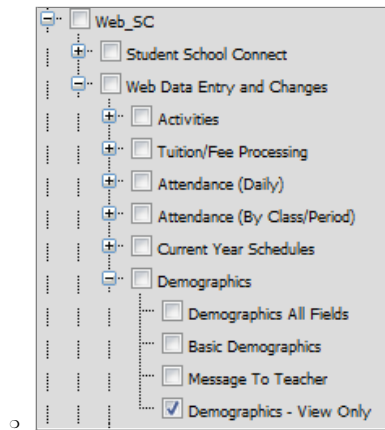 Web_SC
Student School Connect
Web Data Entry and Changes
Activities
Tuition/Fee Processing
Attendance (Daily)
Attendance (By Class/Period)
Current Year Schedules
Demographics
Demographics All Fields
Basic Demographics
Message To Teacher
Demographics - View Only